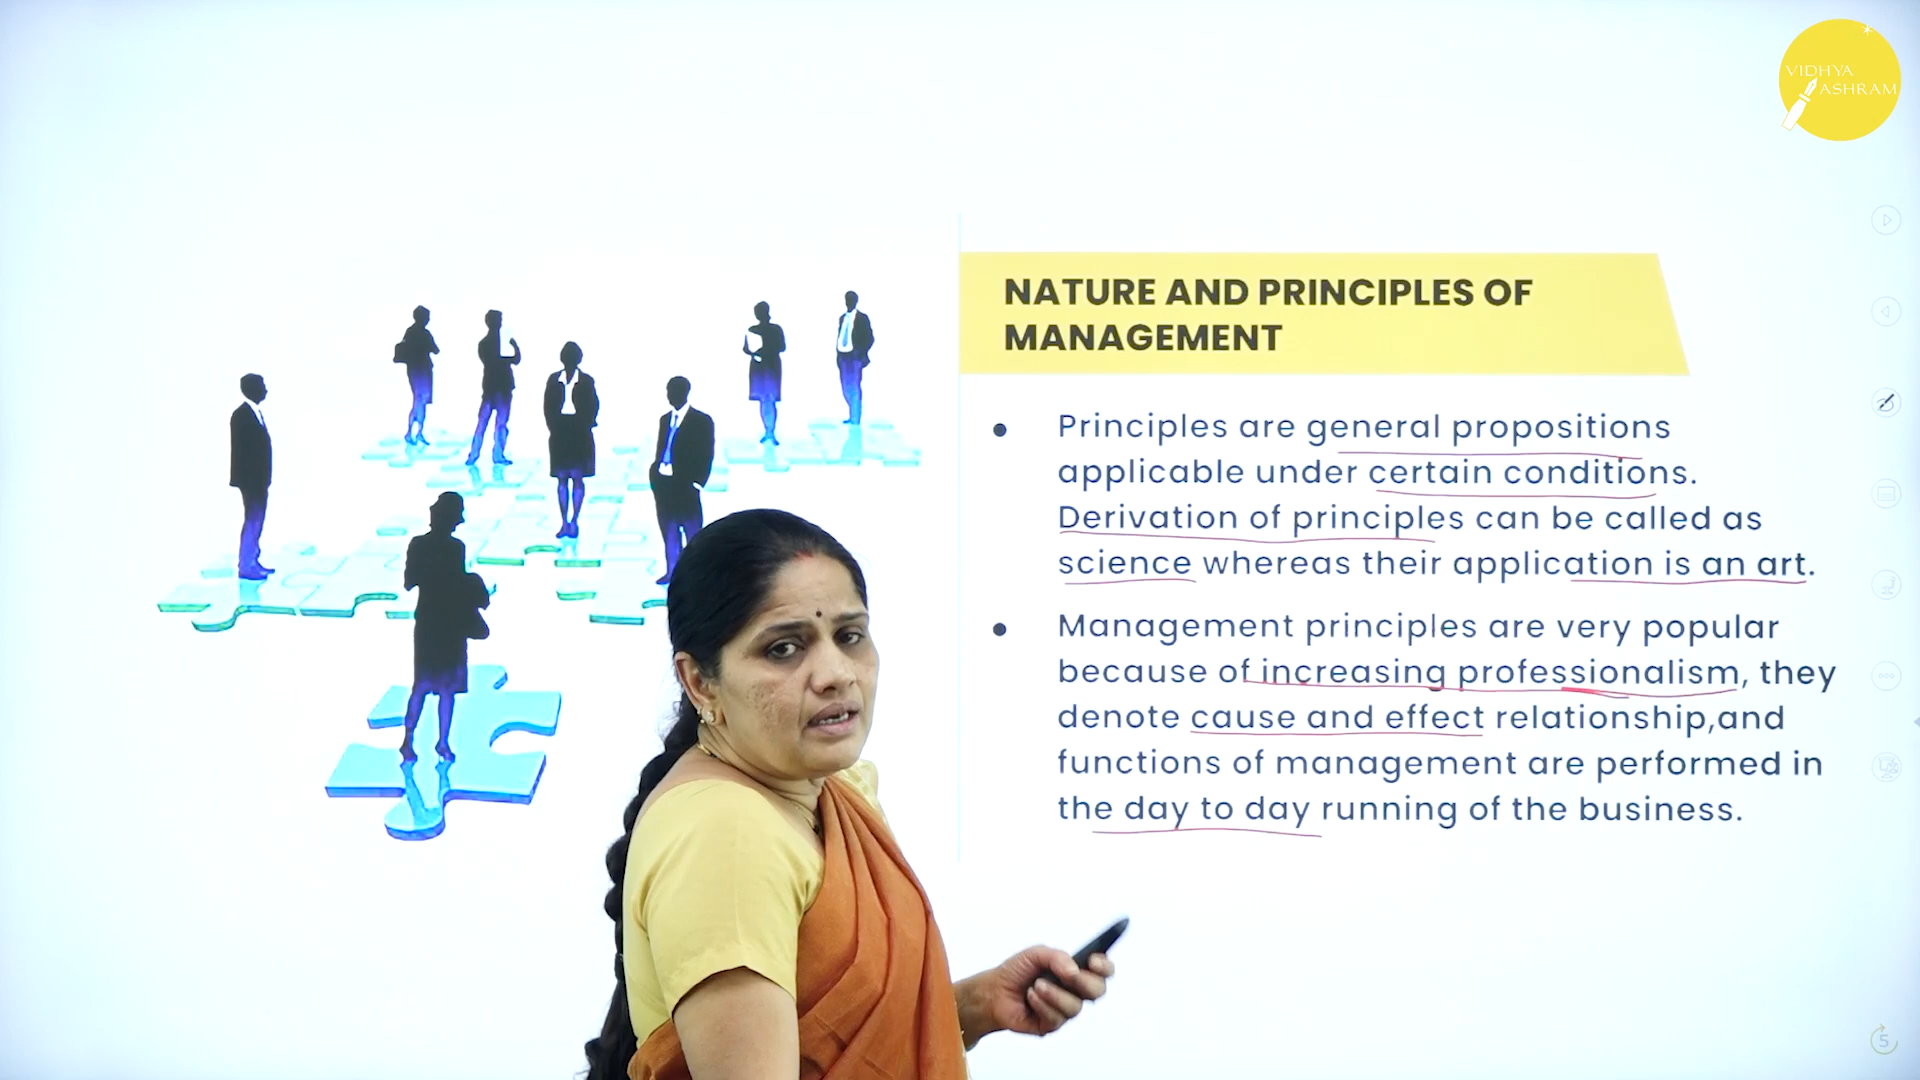 VIDHYA
ASHRAM
NATURE AND PRINCIPLES OF
MANAGEMENT
• Principles are general propositions
applicable under certain conditions.
Derivation of principles can be called as
science whereas their application is an art.
• Management principles are very popular
because of increasing professionalism, they
denote cause and effect relationship,and
functions of management are performed in
the day to day running of the business.
5